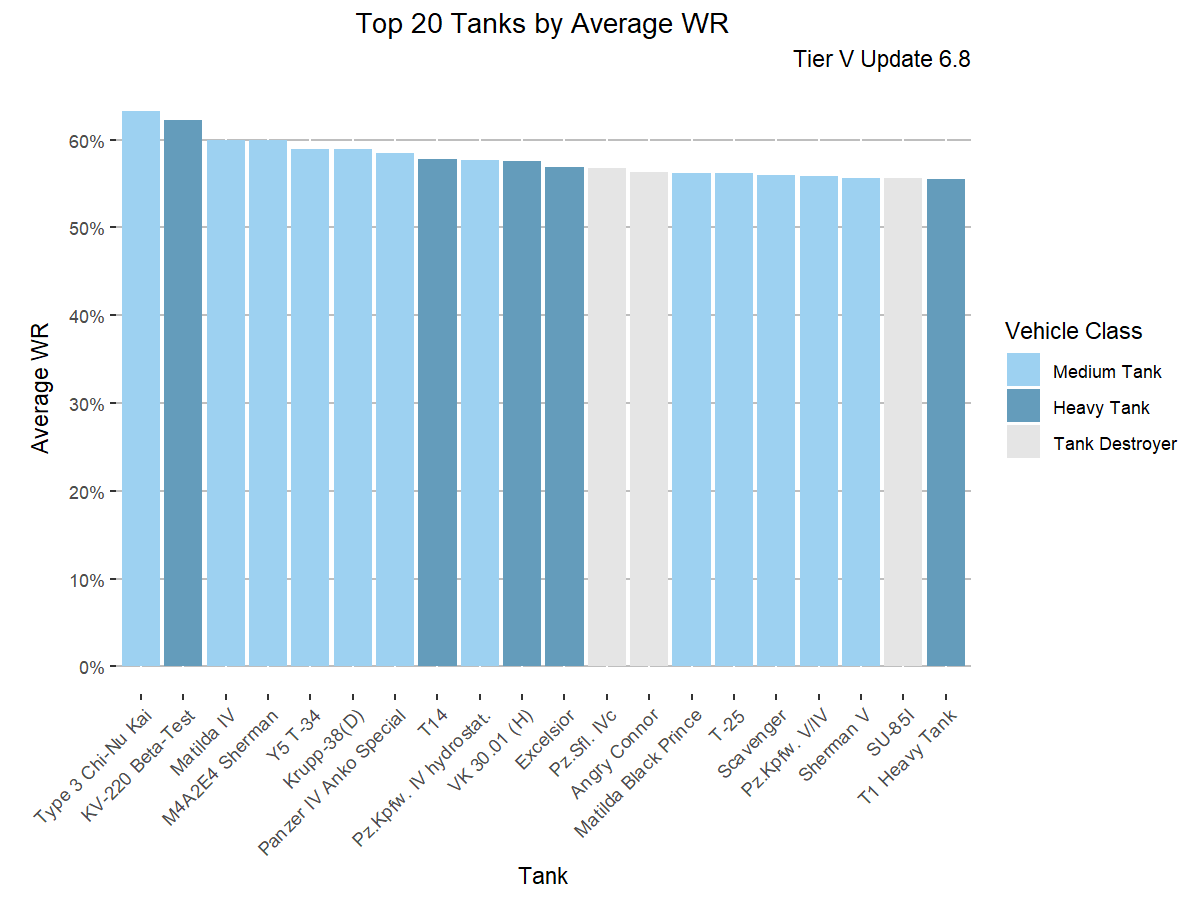 Top 20 Tanks by Average WR
Tier V Update 6.8
Average WR
60%
50%
40%
30%
20%
10%
0%
Type 3 Chi-Nu Kai
KV-220 Beta-Test
Matilda IV
M4A2E4 Sherman
Y5 T-34
Krupp-38(D)
Panzer IV Anko Special
T14
Pz.Kpfw. IV hydrostat.
VK 30.01 (H)
Excelsior
Pz.Sfl. IVc
Angry Connor
Matilda Black Prince
T-25
Scavenger
Pz.Kpfw. V/IV
Sherman V
SU-85I
T1 Heavy Tank
Tank
Vehicle Class
Medium Tank
Heavy Tank
Tank Destroyer